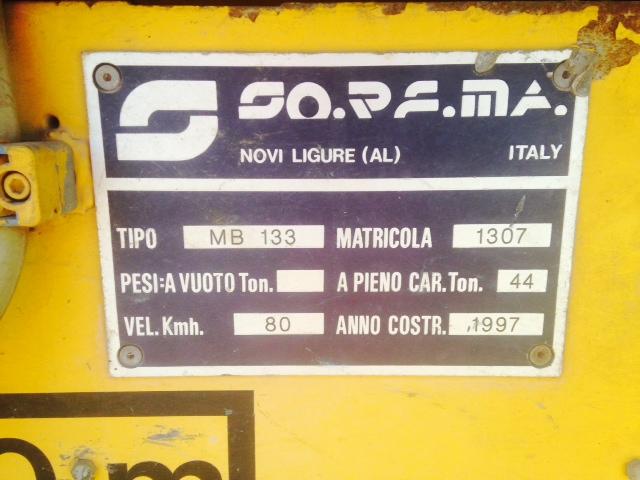 SO.RE.MA.
NOVI LIGURE (AL) ITALY
TIPO MB 133 MATRICOLA 1307
PESI:A VUOTO Ton. A PIENO CAR.Ton. 44
VEL.Kmh. 80 ANNO COSTR. 1997
m